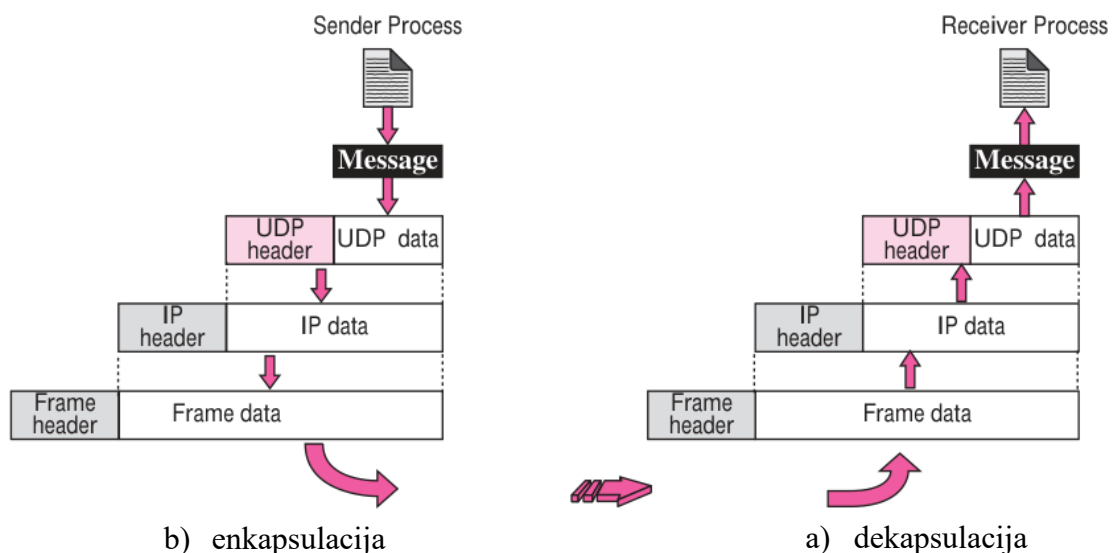 Sender Process
Message
UDP
header
UDP data
IP
header
IP data
Frame
header
Frame data
b) enkapsulacija
Receiver Process
Message
UDP
header
UDP data
IP
header
IP data
Frame
header
Frame data
a) dekapsulacija